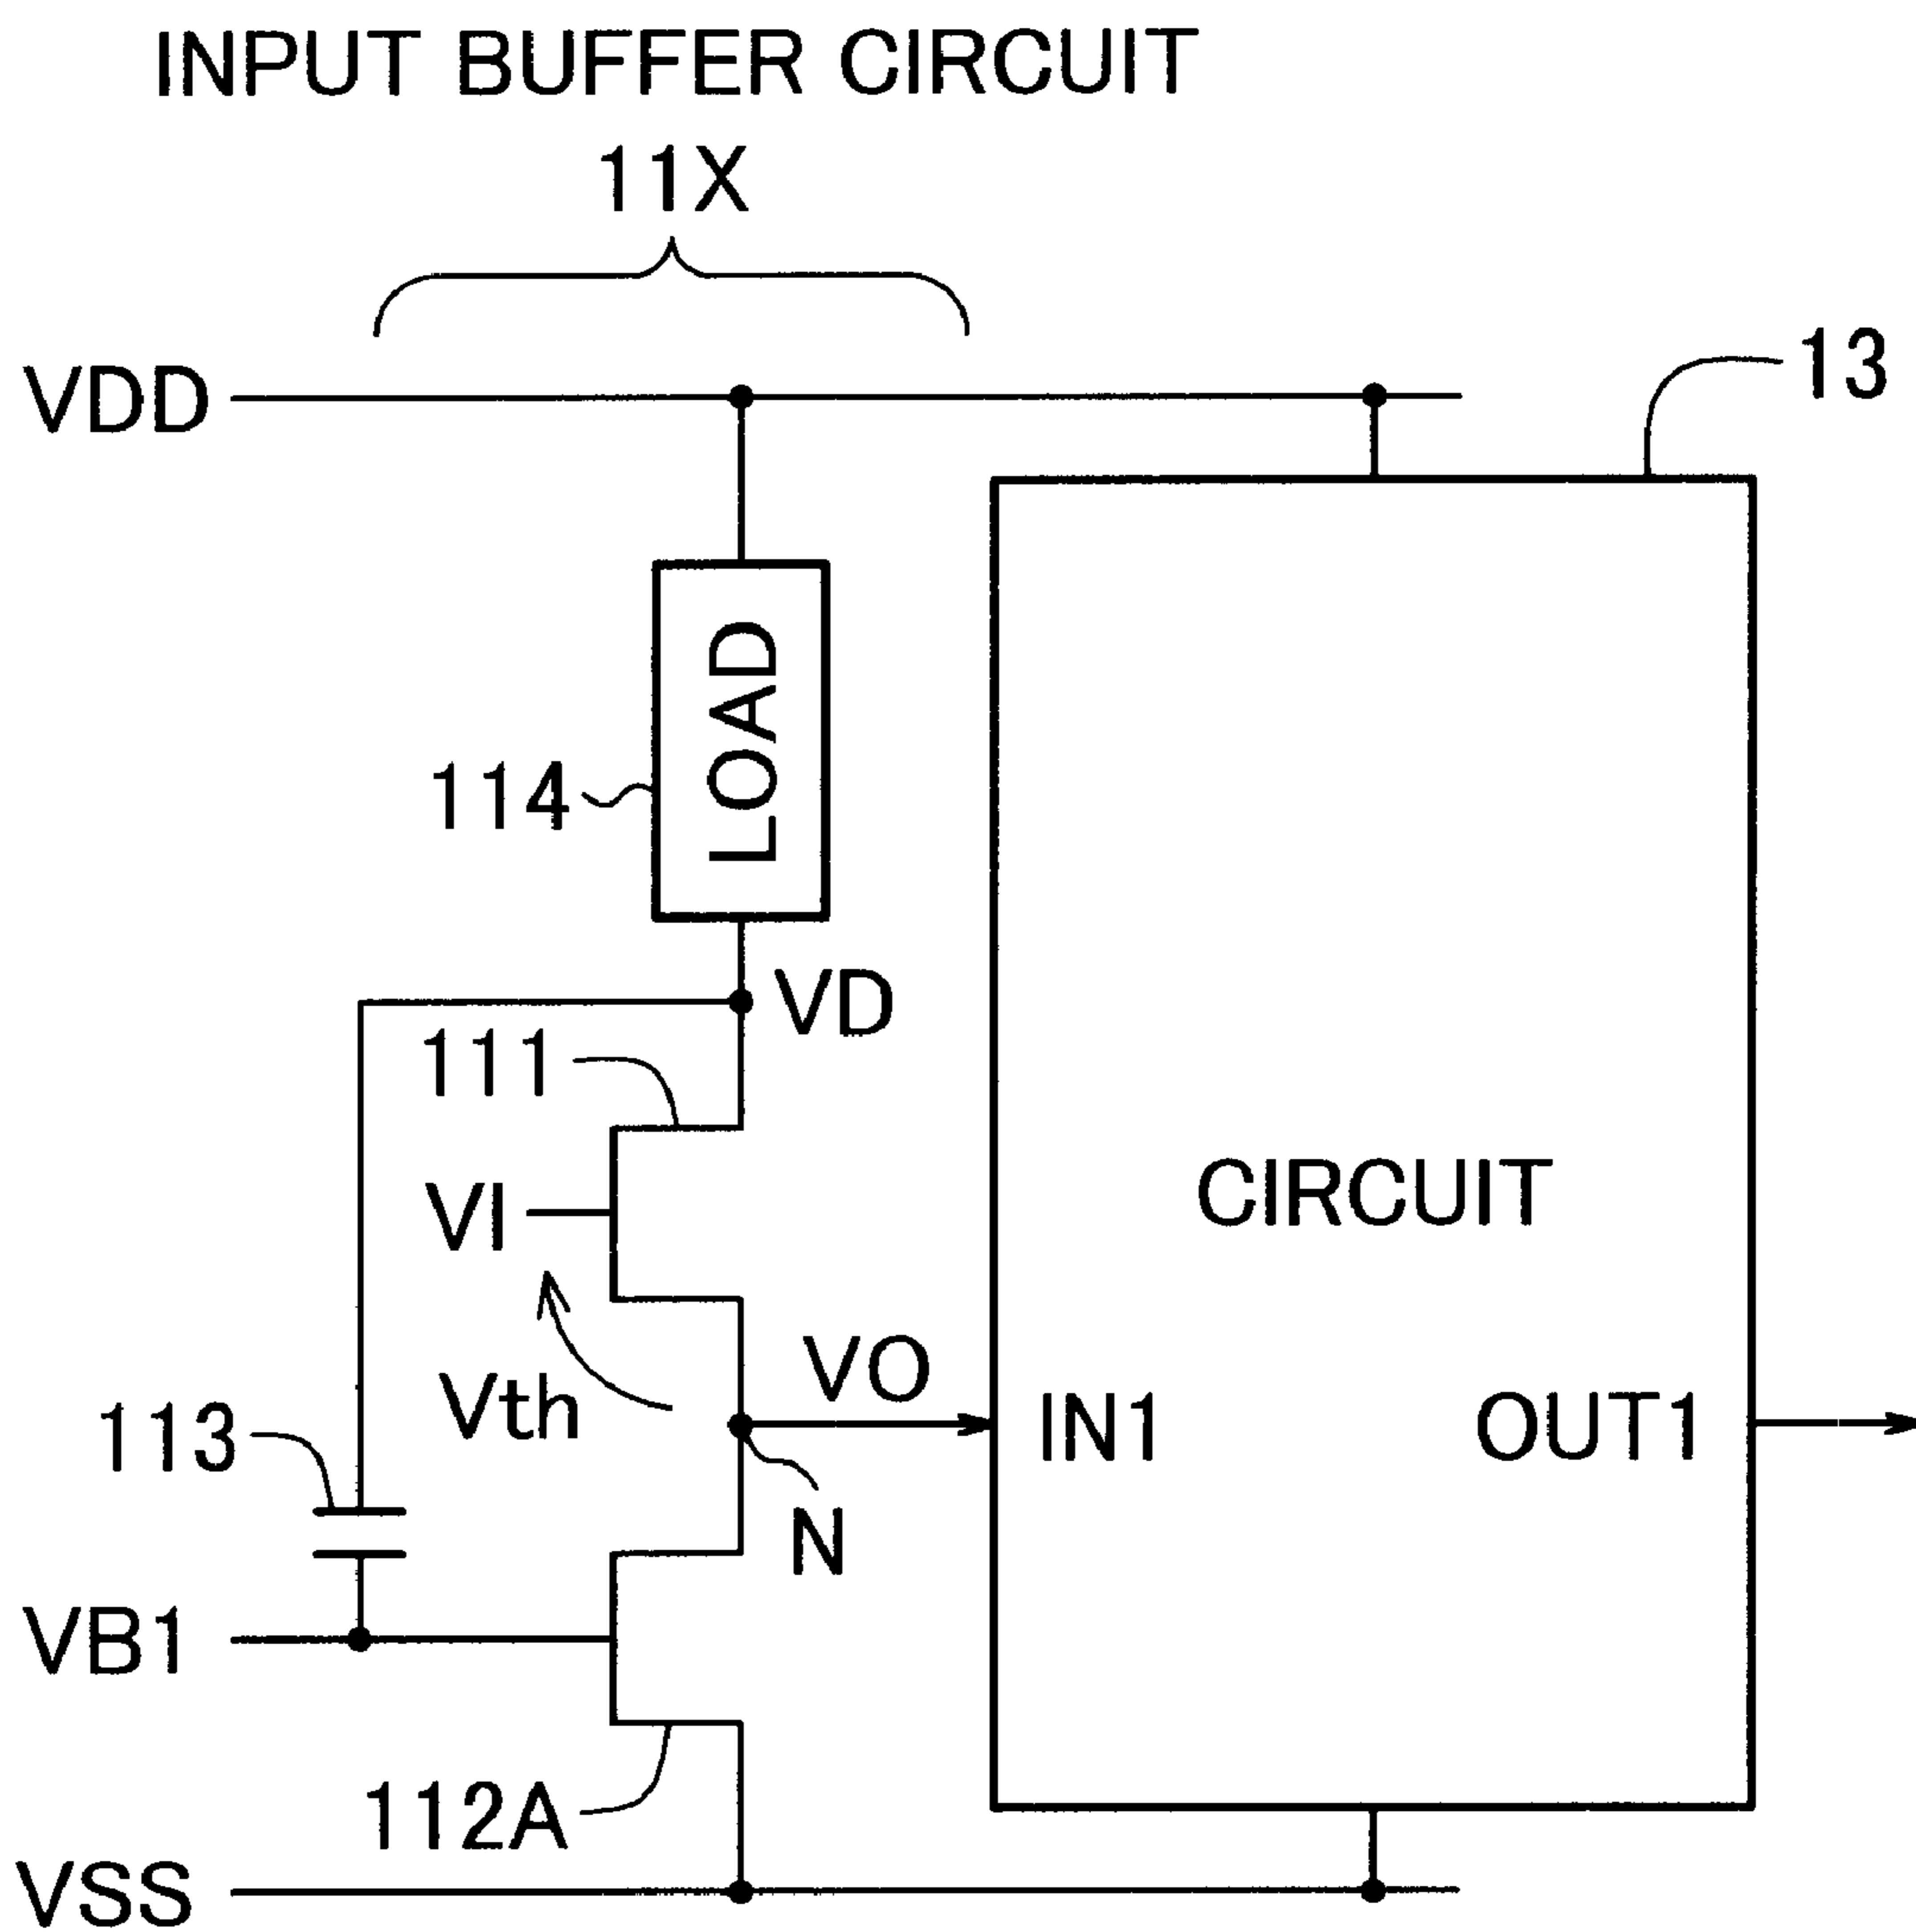 INPUT BUFFER CIRCUIT
11X
VDD
13
LOAD
114
VD
111
VI
CIRCUIT
Vth
VO
113
IN1
OUT1
N
VB1
112A
VSS